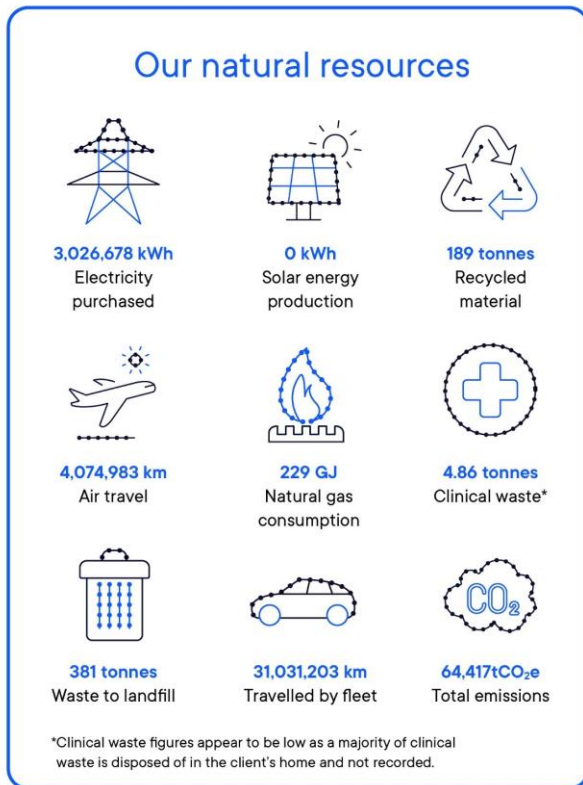 Our natural resources
3,026,678 kWh
Electricity
purchased
0 kWh
Solar energy
production
189 tonnes
Recycled
material
4,074,983 km
Air travel
229 GJ
Natural gas
consumption
4.86 tonnes
Clinical waste*
381 tonnes
Waste to landfill
31,031,203 km
Travelled by fleet
CO₂
64,417tCO₂e
Total emissions
*Clinical waste figures appear to be low as a majority of clinical
waste is disposed of in the client's home and not recorded.